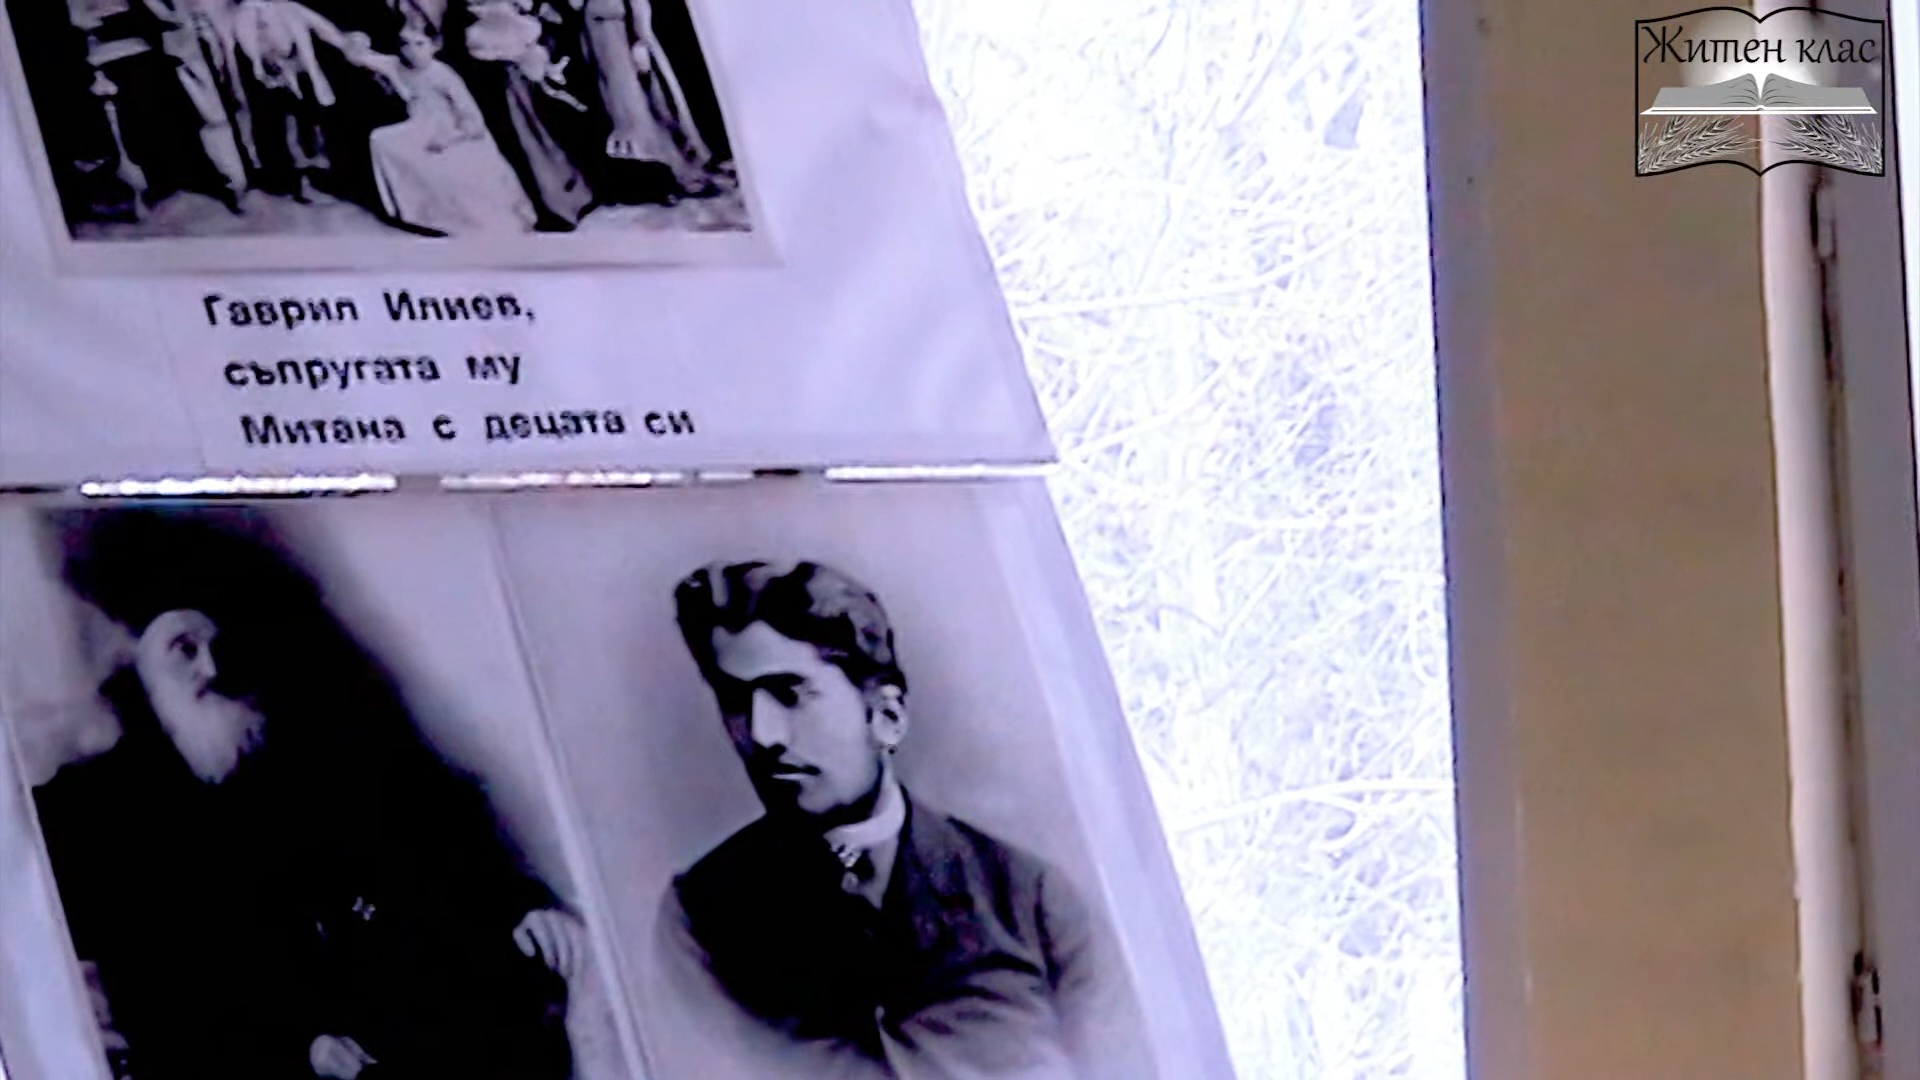 Житен клас
Гаврил Илиев,
съпругата му
Митана с децата си